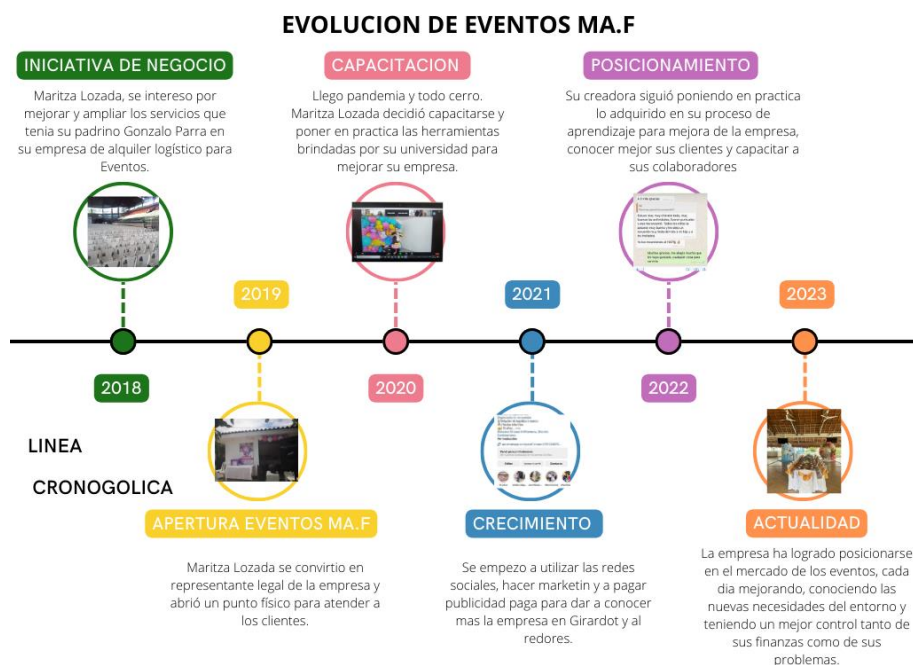 EVOLUCION DE EVENTOS MA.F
INICIATIVA DE NEGOCIO
Maritza Lozada, se intereso por
mejorar y ampliar los servicios que
tenia su padrino Gonzalo Parra en
su empresa de alquiler logístico para
Eventos.
CAPACITACION
Llego pandemia y todo cerro.
Maritza Lozada decidió capacitarse y
poner en practica las herramientas
brindadas por su universidad para
mejorar su empresa.
POSICIONAMIENTO
Su creadora siguió poniendo en practica
lo adquirido en su proceso de
aprendizaje para mejora de la empresa,
conocer mejor sus clientes y capacitar a
sus colaboradores
2019
2021
2023
2018
2020
2022
LINEA
CRONOGOLICA
APERTURA EVENTOS MA.F
Maritza Lozada se convirtio en
representante legal de la empresa y
abrió un punto físico para atender a
los clientes.
CRECIMIENTO
Se empezo a utilizar las redes
sociales, hacer marketin y a pagar
publicidad paga para dar a conocer
mas la empresa en Girardot y al
redores.
ACTUALIDAD
La empresa ha logrado posicionarse
en el mercado de los eventos, cada
dia mejorando, conociendo las
nuevas necesidades del entorno y
teniendo un mejor control tanto de
sus finanzas como de sus
problemas.